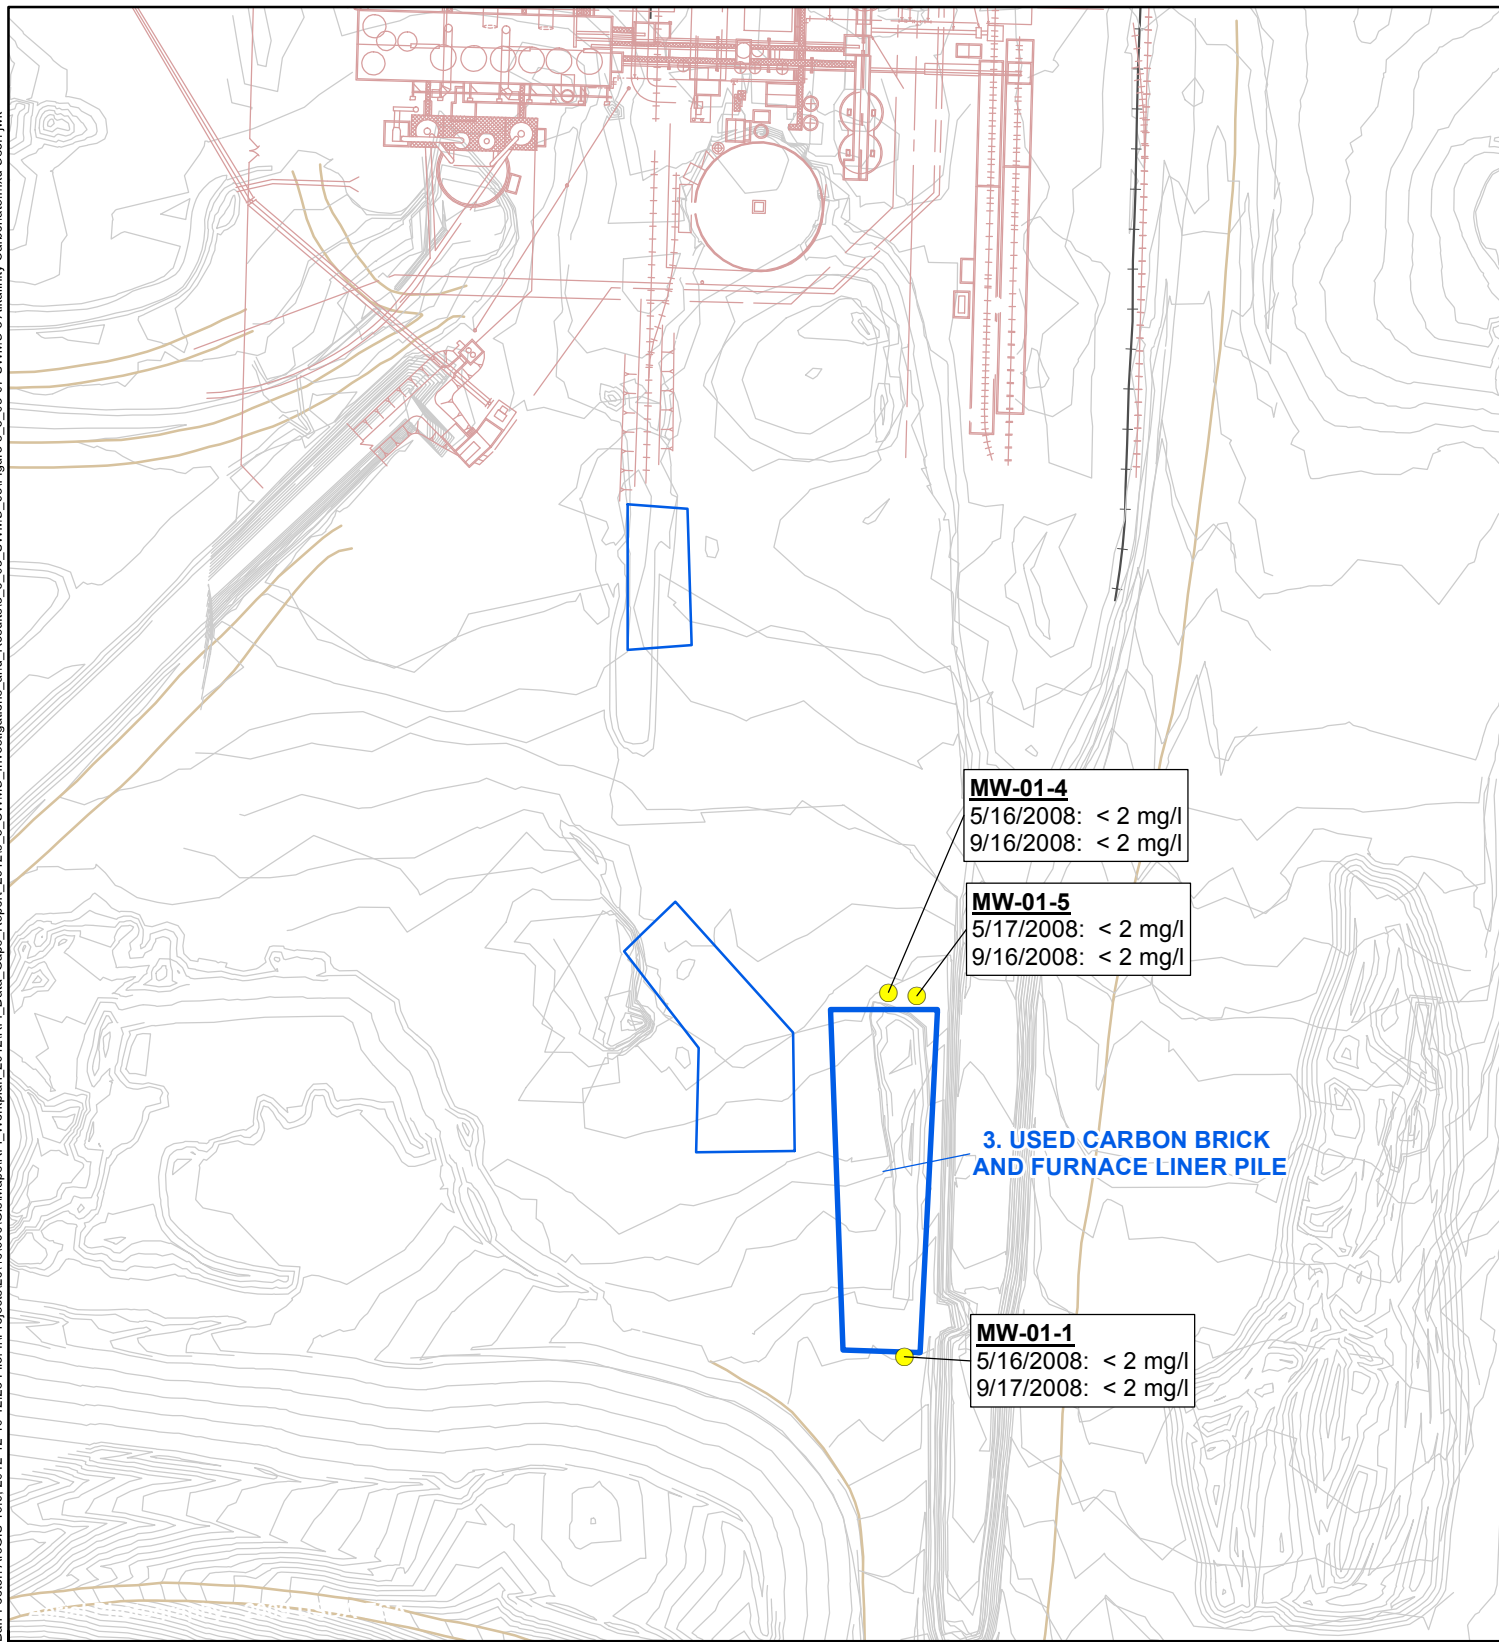 MW-01-4
5/16/2008: < 2 mg/l
9/16/2008: < 2 mg/l
MW-01-5
5/17/2008: < 2 mg/l
9/16/2008: < 2 mg/l
3. USED CARBON BRICK
AND FURNACE LINER PILE
MW-01-1
5/16/2008: < 2 mg/l
9/17/2008: < 2 mg/l